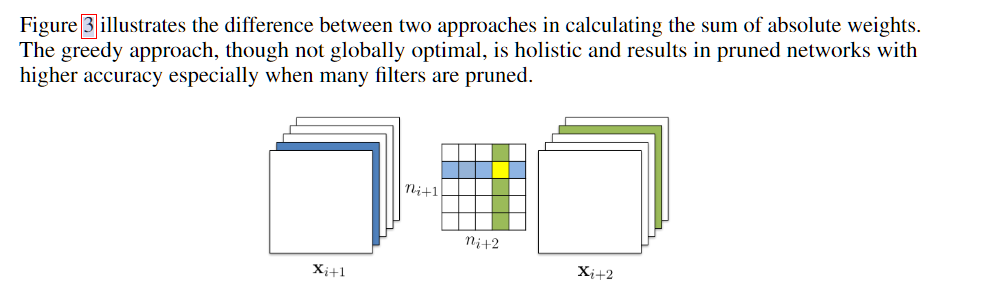 Figure 3 illustrates the difference between two approaches in calculating the sum of absolute weights.
The greedy approach, though not globally optimal, is holistic and results in pruned networks with
higher accuracy especially when many filters are pruned.
n_{i+1}
n_{i+2}
x_{i+1}
x_{i+2}